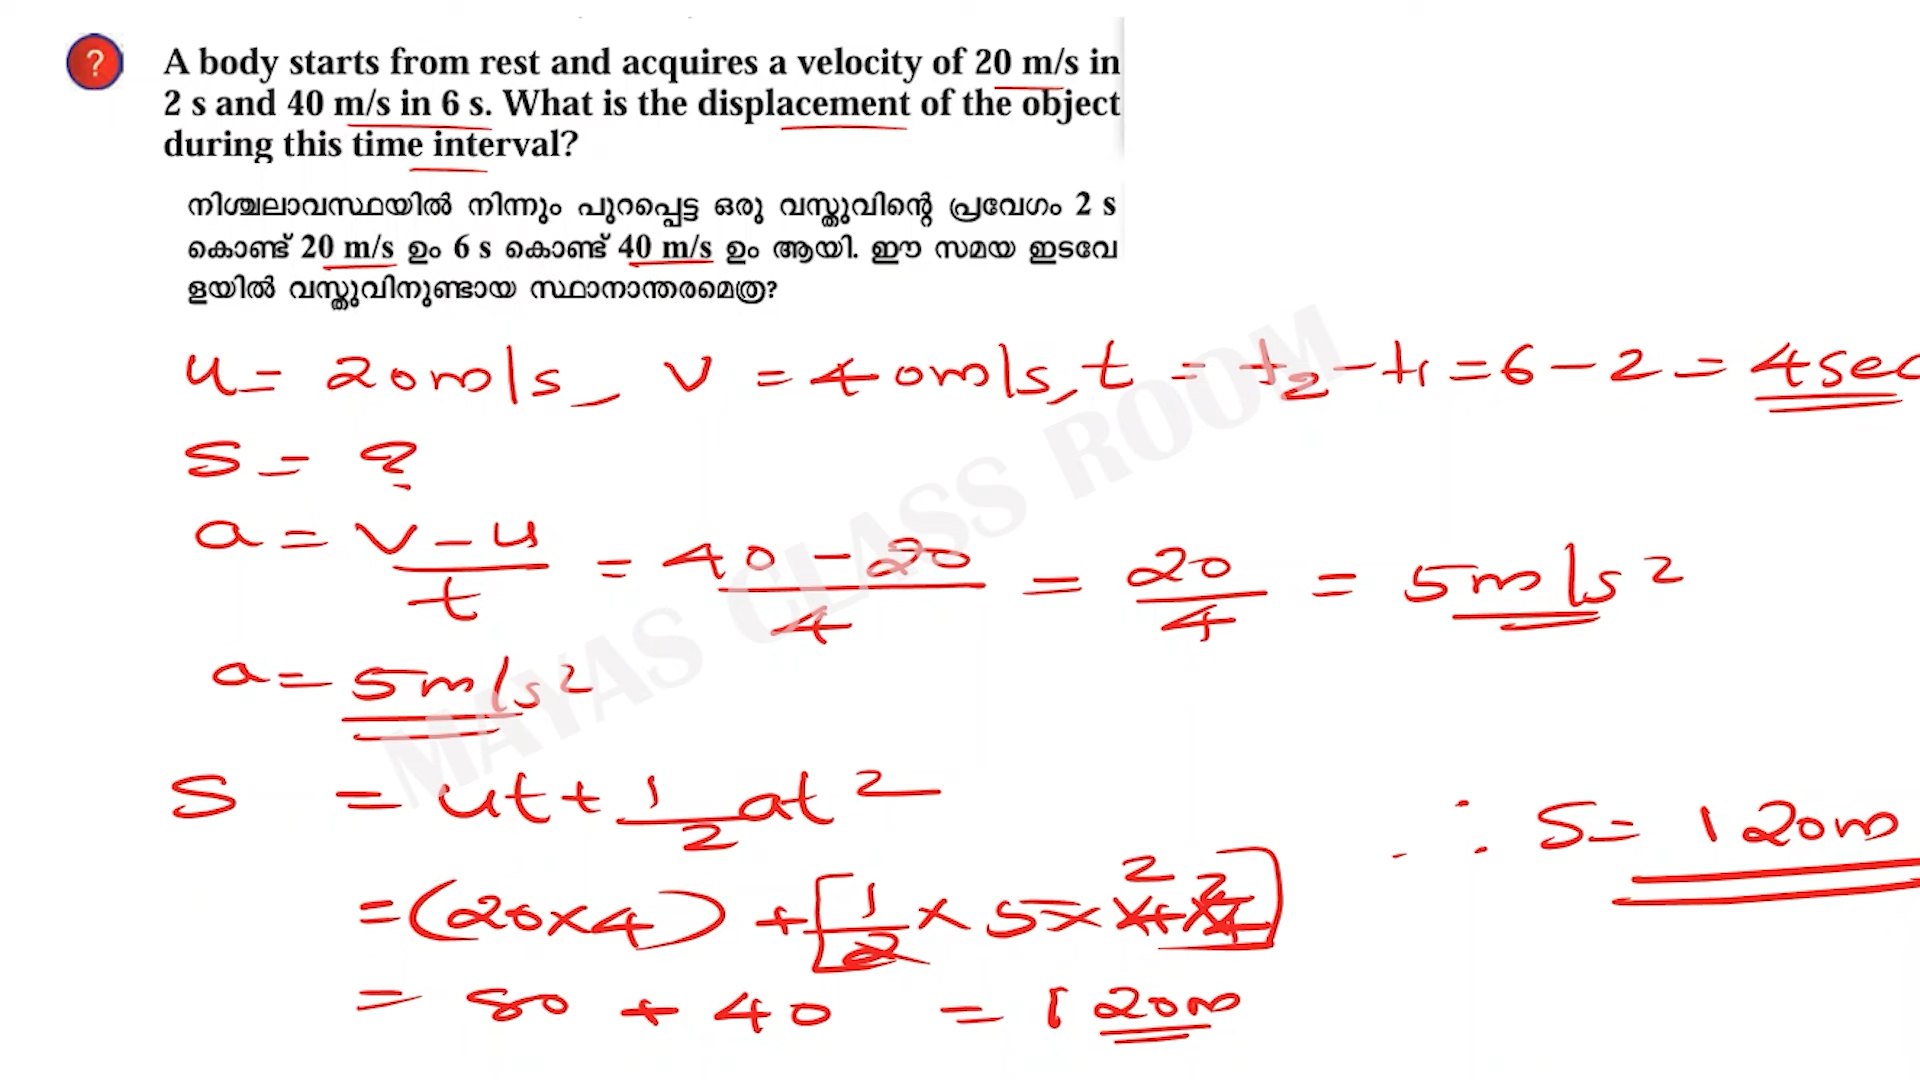 ?
A body starts from rest and acquires a velocity of 20 m/s in
2 s and 40 m/s in 6 s. What is the displacement of the object
during this time interval?
നിശ്ചലാവസ്ഥയിൽ നിന്നും പുറപ്പെട്ട ഒരു വസ്തുവിന്റെ പ്രവേഗം 2 s
കൊണ്ട് 20 m/s ഉം 6 s കൊണ്ട് 40 m/s ഉം ആയി. ഈ സമയ ഇടവേ
ളയിൽ വസ്തുവിനുണ്ടായ സ്ഥാനാന്തരമെത്ര?
u = 20m/s, v = 40m/s, t = t₂ - t₁ = 6 - 2 = 4sec
S = ?
a = v - u / t = 40 - 20 / 4 = 20 / 4 = 5m/s²
a = 5m/s²
S = ut + 1/2 at²
∴ S = 120m
= (20×4) + [1/2 × 5 × 4 × 4]
= 80 + 40 = 120m
MAYAS CLASS ROOM